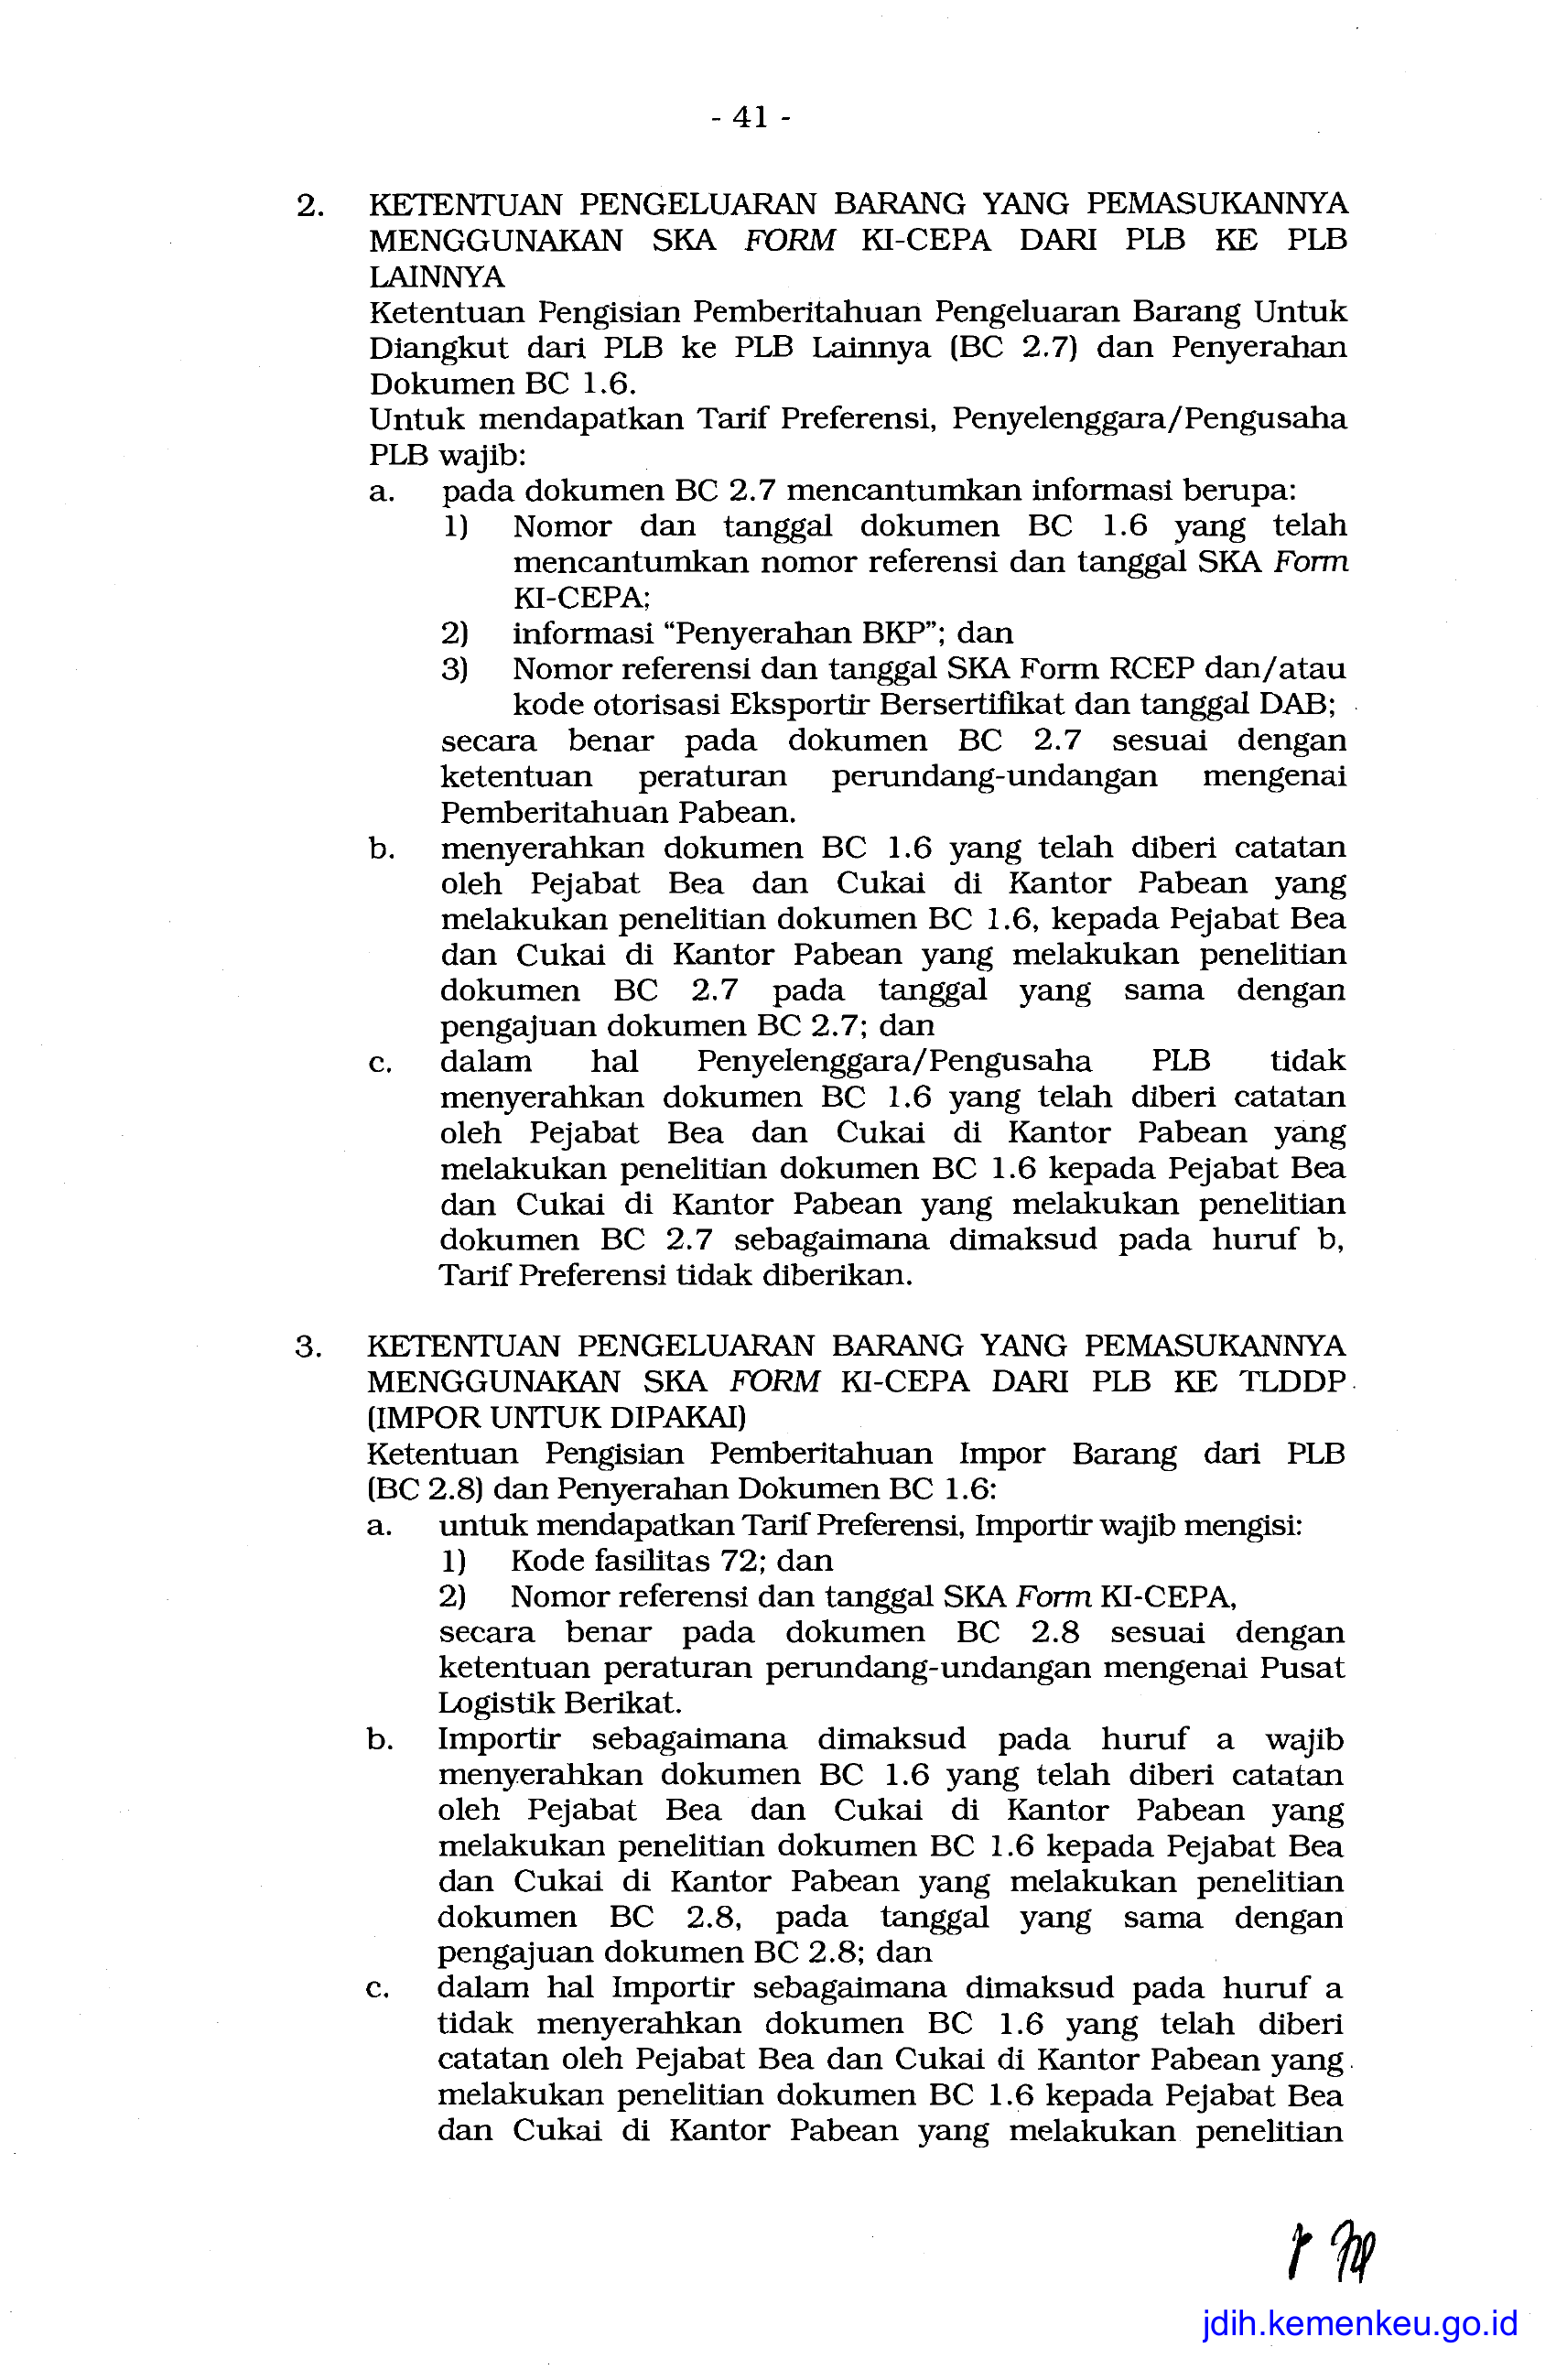 - 41 -
2. KETENTUAN PENGELUARAN BARANG YANG PEMASUKANNYA
MENGGUNAKAN SKA FORM KI-CEPA DARI PLB KE PLB
LAINNYA
Ketentuan Pengisian Pemberitahuan Pengeluaran Barang Untuk
Diangkut dari PLB ke PLB Lainnya (BC 2.7) dan Penyerahan
Dokumen BC 1.6.
Untuk mendapatkan Tarif Preferensi, Penyelenggara/Pengusaha
PLB wajib:
a. pada dokumen BC 2.7 mencantumkan informasi berupa:
1) Nomor dan tanggal dokumen BC 1.6 yang telah
mencantumkan nomor referensi dan tanggal SKA Form
KI-CEPA;
2) informasi “Penyerahan BKP”; dan
3) Nomor referensi dan tanggal SKA Form RCEP dan/atau
kode otorisasi Eksportir Bersertifikat dan tanggal DAB;
secara benar pada dokumen BC 2.7 sesuai dengan
ketentuan peraturan perundang-undangan mengenai
Pemberitahuan Pabean.
b. menyerahkan dokumen BC 1.6 yang telah diberi catatan
oleh Pejabat Bea dan Cukai di Kantor Pabean yang
melakukan penelitian dokumen BC 1.6, kepada Pejabat Bea
dan Cukai di Kantor Pabean yang melakukan penelitian
dokumen BC 2.7 pada tanggal yang sama dengan
pengajuan dokumen BC 2.7; dan
c. dalam hal Penyelenggara/Pengusaha PLB tidak
menyerahkan dokumen BC 1.6 yang telah diberi catatan
oleh Pejabat Bea dan Cukai di Kantor Pabean yang
melakukan penelitian dokumen BC 1.6 kepada Pejabat Bea
dan Cukai di Kantor Pabean yang melakukan penelitian
dokumen BC 2.7 sebagaimana dimaksud pada huruf b,
Tarif Preferensi tidak diberikan.
3. KETENTUAN PENGELUARAN BARANG YANG PEMASUKANNYA
MENGGUNAKAN SKA FORM KI-CEPA DARI PLB KE TLDDP
(IMPOR UNTUK DIPAKAI)
Ketentuan Pengisian Pemberitahuan Impor Barang dari PLB
(BC 2.8) dan Penyerahan Dokumen BC 1.6:
a. untuk mendapatkan Tarif Preferensi, Importir wajib mengisi:
1) Kode fasilitas 72; dan
2) Nomor referensi dan tanggal SKA Form KI-CEPA,
secara benar pada dokumen BC 2.8 sesuai dengan
ketentuan peraturan perundang-undangan mengenai Pusat
Logistik Berikat.
b. Importir sebagaimana dimaksud pada huruf a wajib
menyerahkan dokumen BC 1.6 yang telah diberi catatan
oleh Pejabat Bea dan Cukai di Kantor Pabean yang
melakukan penelitian dokumen BC 1.6 kepada Pejabat Bea
dan Cukai di Kantor Pabean yang melakukan penelitian
dokumen BC 2.8, pada tanggal yang sama dengan
pengajuan dokumen BC 2.8; dan
c. dalam hal Importir sebagaimana dimaksud pada huruf a
tidak menyerahkan dokumen BC 1.6 yang telah diberi
catatan oleh Pejabat Bea dan Cukai di Kantor Pabean yang
melakukan penelitian dokumen BC 1.6 kepada Pejabat Bea
dan Cukai di Kantor Pabean yang melakukan penelitian
jdih.kemenkeu.go.id